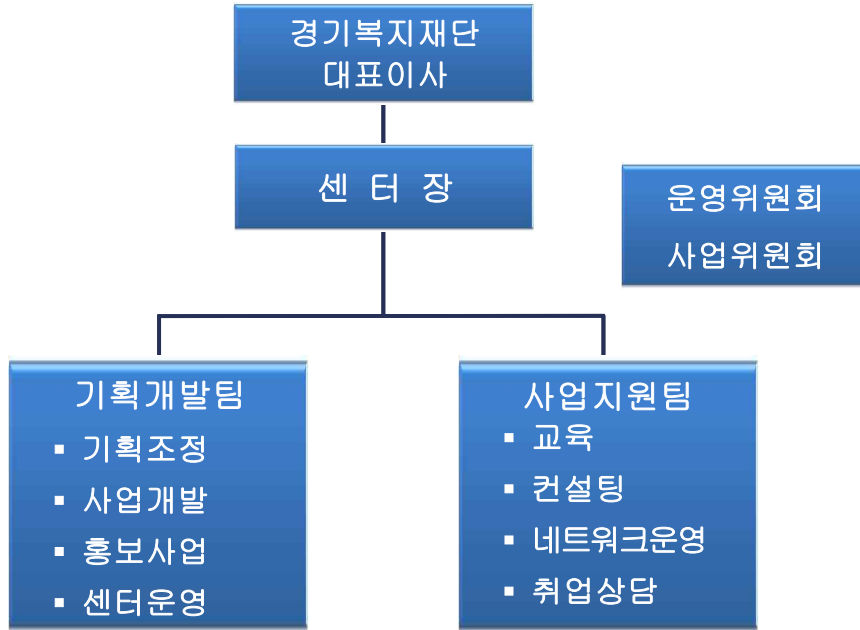 경기복지재단
대표이사
센 터 장
운영위원회
사업위원회
기획개발팀
▪ 기획조정
▪ 사업개발
▪ 홍보사업
▪ 센터운영
사업지원팀
▪ 교육
▪ 컨설팅
▪ 네트워크운영
▪ 취업상담